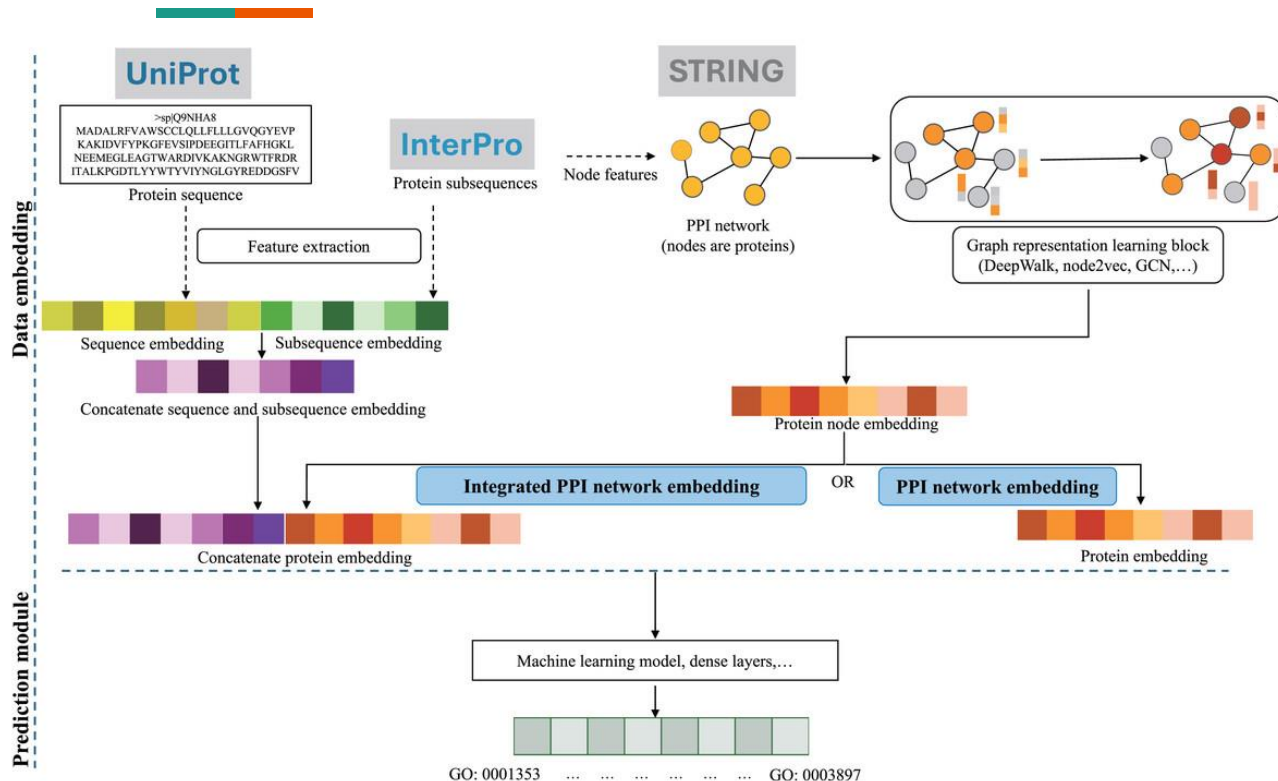 UniProt
>sp|Q9NHA8
MADALRFVAWSCCLQLLFLLLGVQGYEVP
KAKIDVFYPKGFEVSIPDEEGITLFAFHGKL
NEEMEGLEAGTWARDIVKAKNGRWTFRDR
ITALKPGDTLYYWTYVIYNGLGYREDDGSFV
Protein sequence
InterPro
Protein subsequences
Feature extraction
Node features
STRING
PPI network
(nodes are proteins)
Graph representation learning block
(DeepWalk, node2vec, GCN,…)
Data embedding
Sequence embedding
Subsequence embedding
Concatenate sequence and subsequence embedding
Protein node embedding
Integrated PPI network embedding
OR
PPI network embedding
Concatenate protein embedding
Protein embedding
Prediction module
Machine learning model, dense layers,…
GO: 0001353 … … … … … GO: 0003897